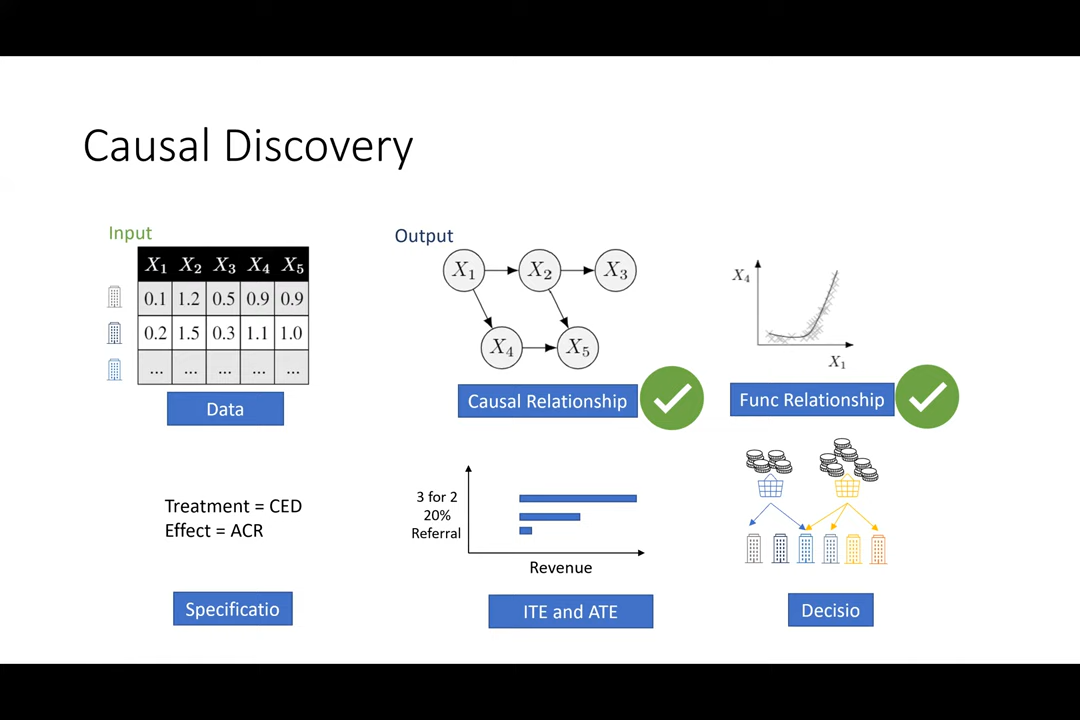 Causal Discovery
Input
Output
X1 X2 X3 X4 X5
0.1 1.2 0.5 0.9 0.9
0.2 1.5 0.3 1.1 1.0
... ... ... ... ...
Data
X1 X2 X3
X4 X5
Causal Relationship
X4
X1
Func Relationship
Treatment = CED
Effect = ACR
Specificatio
3 for 2
20%
Referral
Revenue
ITE and ATE
Decisio